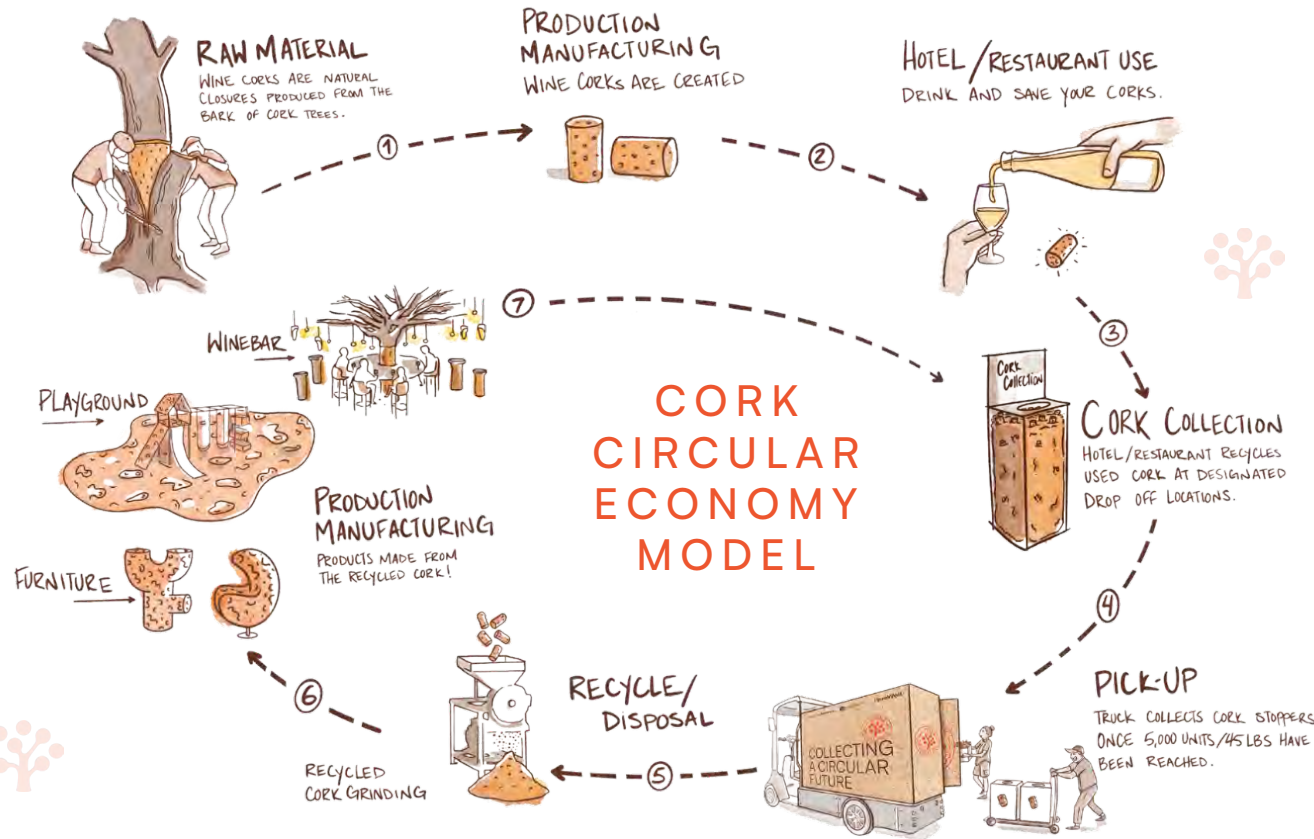 RAW MATERIAL
WINE CORKS ARE NATURAL
CLOSURES PRODUCED FROM THE
BARK OF CORK TREES.
1
PRODUCTION
MANUFACTURING
WINE CORKS ARE CREATED
2
HOTEL/RESTAURANT USE
DRINK AND SAVE YOUR CORKS.
3
CORK
COLLECTION
CORK COLLECTION
HOTEL/RESTAURANT RECYCLES
USED CORK AT DESIGNATED
DROP OFF LOCATIONS.
4
PICK-UP
TRUCK COLLECTS CORK STOPPERS
ONCE 5,000 UNITS/45 LBS HAVE
BEEN REACHED.
COLLECTING
A CIRCULAR
FUTURE
5
RECYCLE/
DISPOSAL
RECYCLED
CORK GRINDING
6
PRODUCTION
MANUFACTURING
PRODUCTS MADE FROM
THE RECYCLED CORK!
FURNITURE
PLAYGROUND
WINEBAR
7
CORK
CIRCULAR
ECONOMY
MODEL